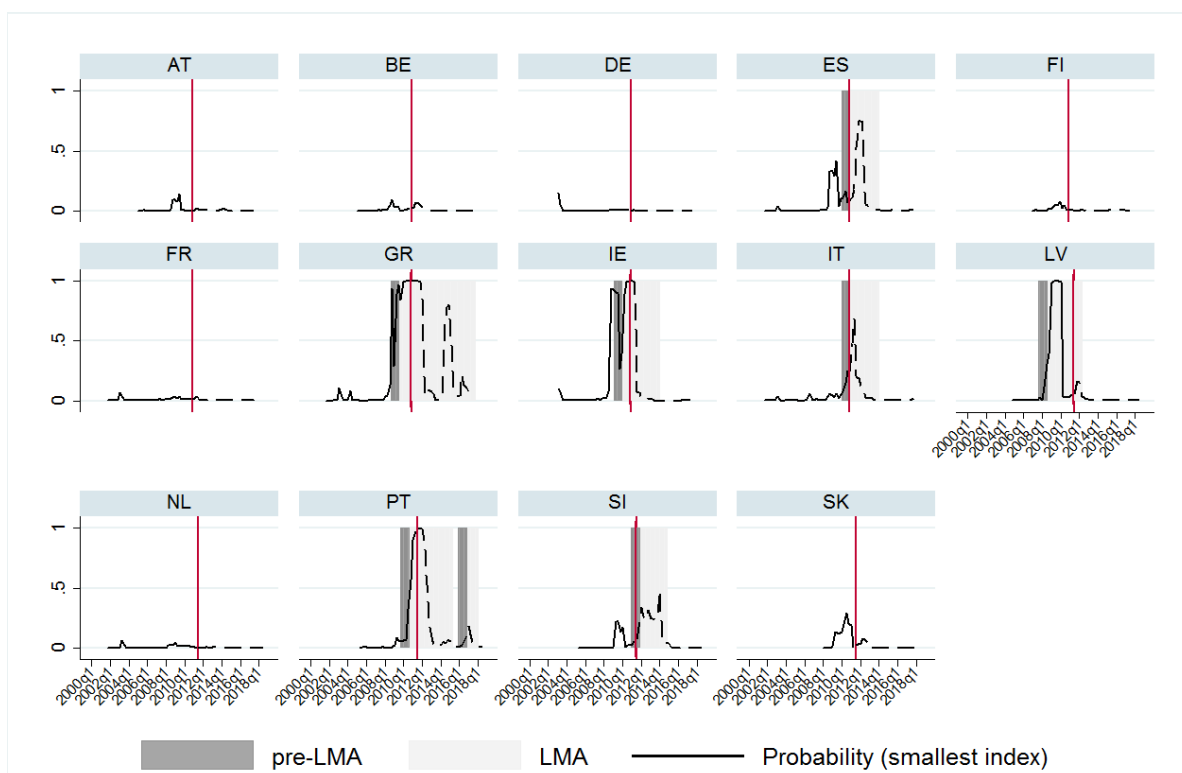 AT BE DE ES FI
1
.5
0
FR GR IE IT LV
1
.5
0
2000q1 2002q1 2004q1 2006q1 2008q1 2010q1 2012q1 2014q1 2016q1 2018q1
NL PT SI SK
1
.5
0
2000q1 2002q1 2004q1 2006q1 2008q1 2010q1 2012q1 2014q1 2016q1 2018q1 2000q1 2002q1 2004q1 2006q1 2008q1 2010q1 2012q1 2014q1 2016q1 2018q1 2000q1 2002q1 2004q1 2006q1 2008q1 2010q1 2012q1 2014q1 2016q1 2018q1 2000q1 2002q1 2004q1 2006q1 2008q1 2010q1 2012q1 2014q1 2016q1 2018q1
pre-LMA LMA Probability (smallest index)